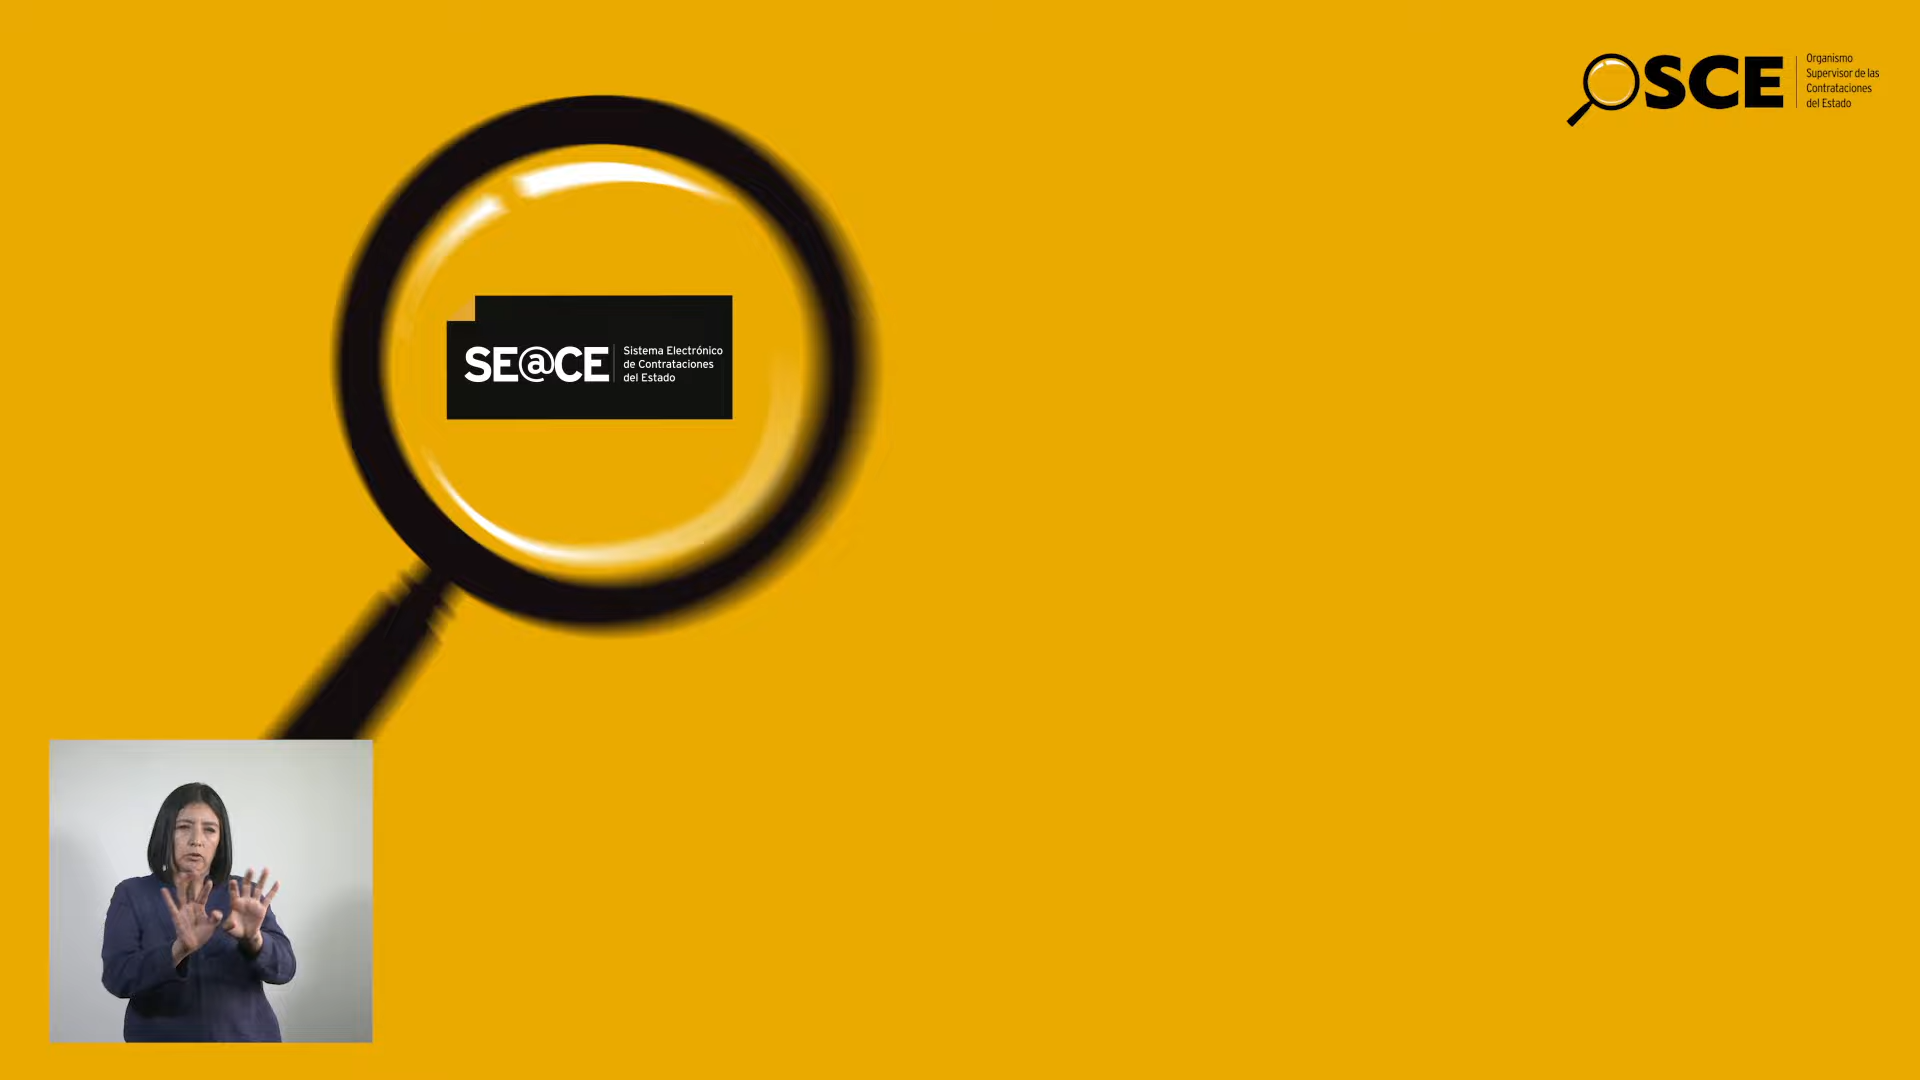 OSCE
Organismo
Supervisor de las
Contrataciones
del Estado
SE@CE
Sistema Electrónico
de Contrataciones
del Estado